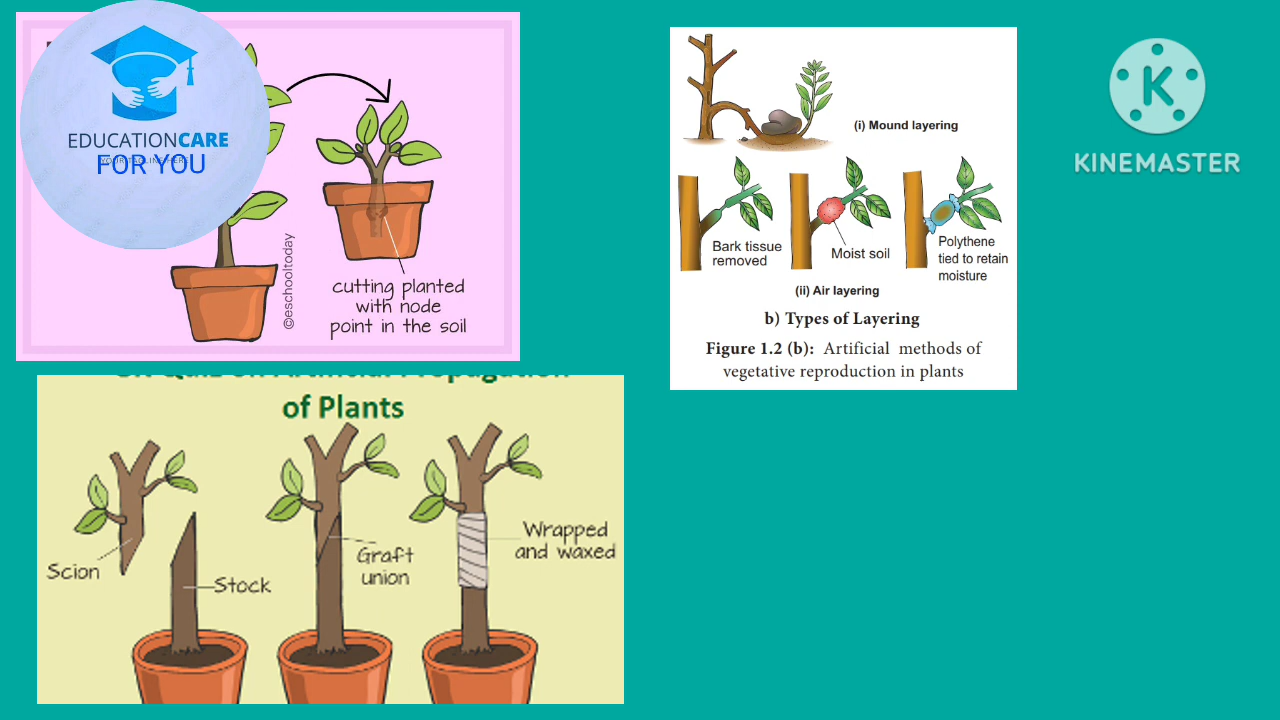 EDUCATIONCARE
FOR YOU
©eschooltoday
cutting planted
with node
point in the soil
(i) Mound layering
Bark tissue
removed
Moist soil
Polythene
tied to retain
moisture
(ii) Air layering
b) Types of Layering
Figure 1.2 (b): Artificial methods of
vegetative reproduction in plants
KINEMASTER
of Plants
Scion
Stock
Graft
union
Wrapped
and waxed